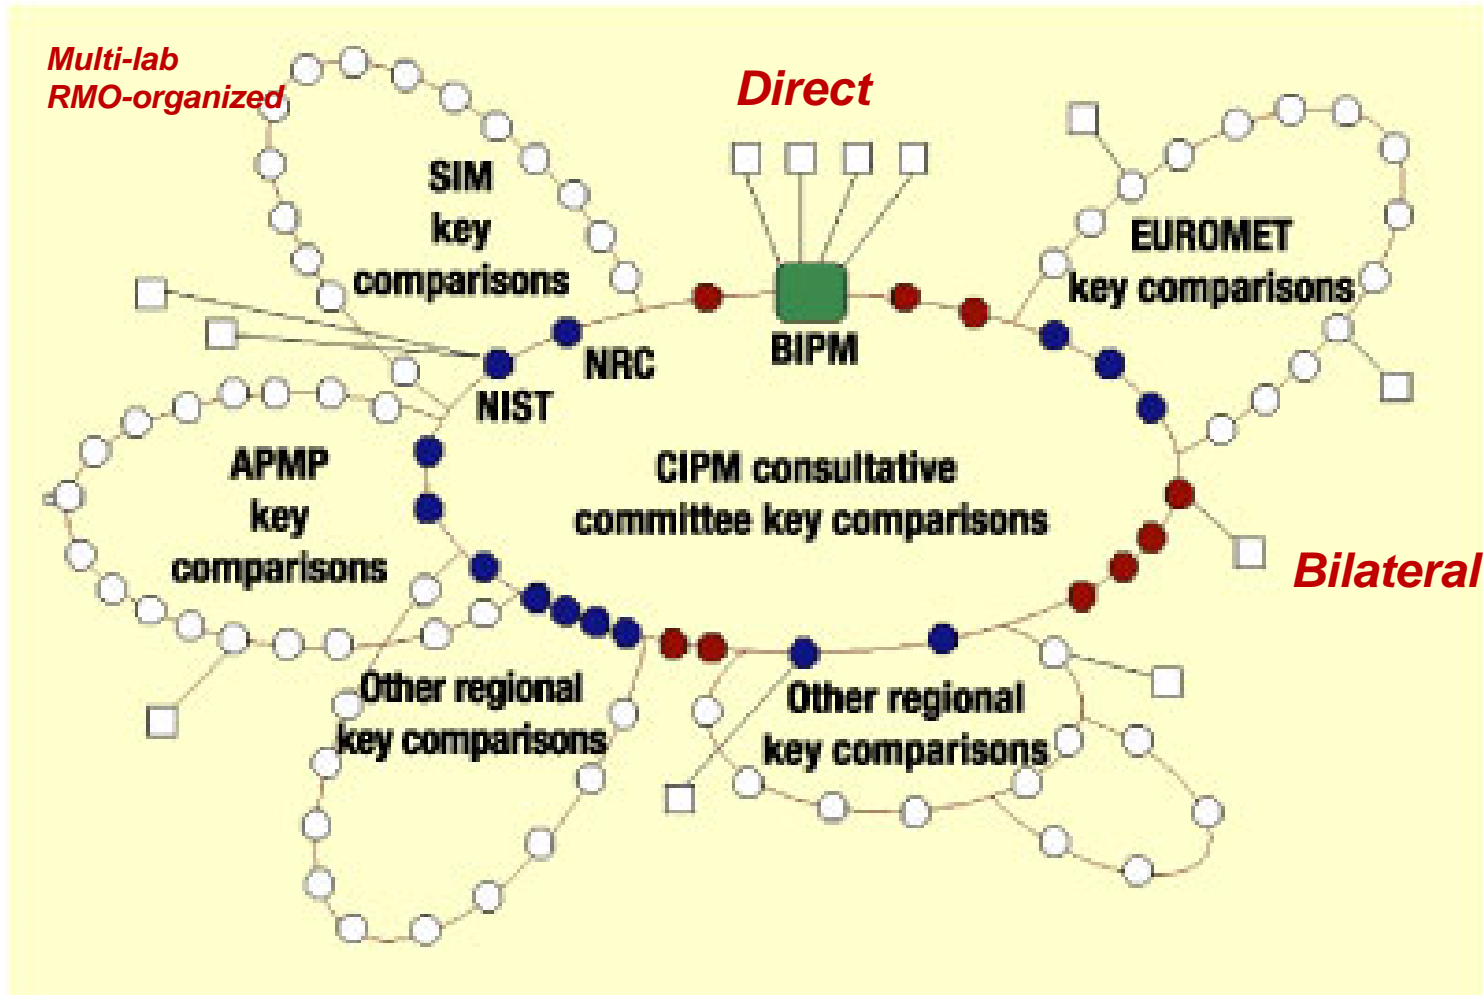 Multi-lab
RMO-organized
Direct
SIM
key
comparisons
EUROMET
key comparisons
BIPM
NRC
NIST
APMP
key
comparisons
CIPM consultative
committee key comparisons
Bilateral
Other regional
key comparisons
Other regional
key comparisons